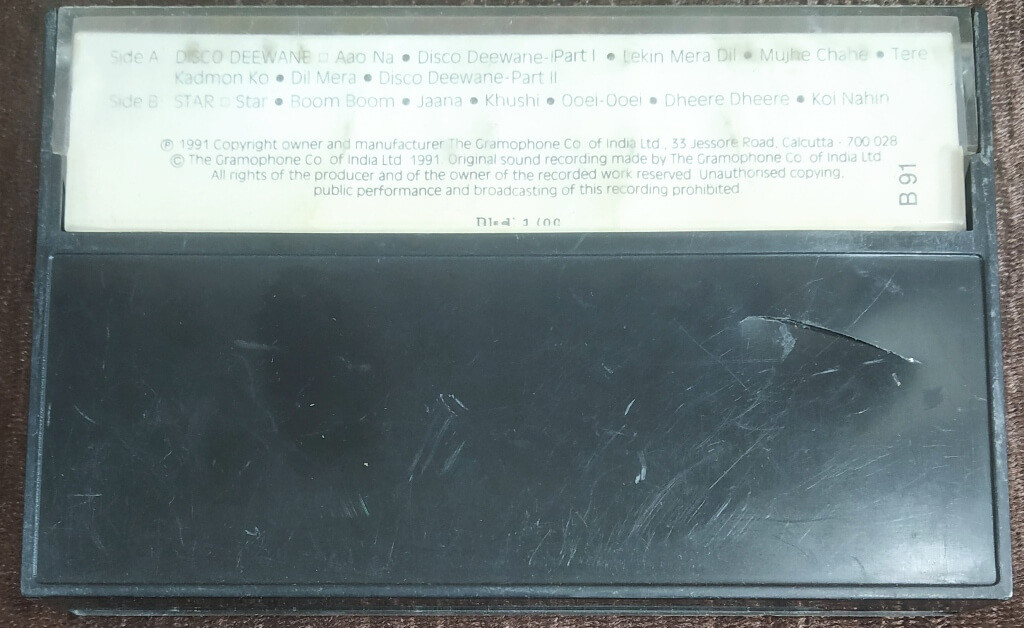 Side A DISCO DEEWANE □ Aao Na • Disco Deewane-Part I • Lekin Mera Dil • Mujhe Chahe • Tere
Kadmon Ko • Dil Mera • Disco Deewane-Part II
Side B STAR □ Star • Boom Boom • Jaana • Khushi • Ooei-Ooei • Dheere Dheere • Koi Nahin
℗ 1991 Copyright owner and manufacturer The Gramophone Co. of India Ltd., 33 Jessore Road, Calcutta - 700 028
© The Gramophone Co. of India Ltd. 1991. Original sound recording made by The Gramophone Co. of India Ltd.
All rights of the producer and of the owner of the recorded work reserved. Unauthorised copying,
public performance and broadcasting of this recording prohibited
B 91